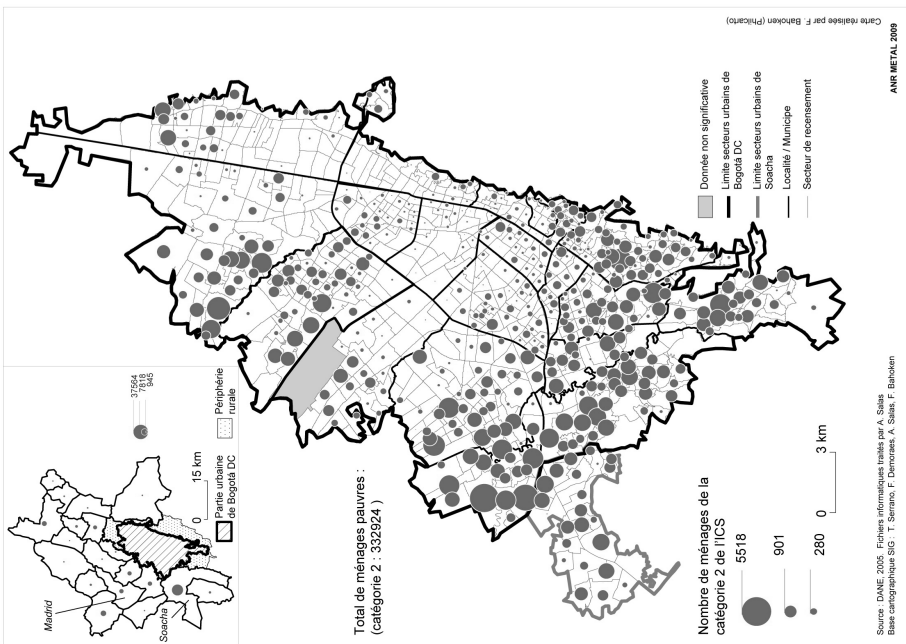 Madrid
Soacha
0 15 km
Partie urbaine
de Bogotá DC
Périphérie
rurale
37564
7818
945
Total de ménages pauvres :
(catégorie 2 : 332924 )
Nombre de ménages de la
catégorie 2 de l'ICS
5518
901
280
0 3 km
Donnée non significative
Limite secteurs urbains de
Bogotá DC
Limite secteurs urbains de
Soacha
Localité / Municipe
Secteur de recensement
Source : DANE, 2005. Fichiers informatiques traités par A. Salas
Base cartographique SIG : T. Serrano, F. Demoraes, A. Salas, F. Bahoken
Carte réalisée par F. Bahoken (Philcarto)
ANR METAL 2009